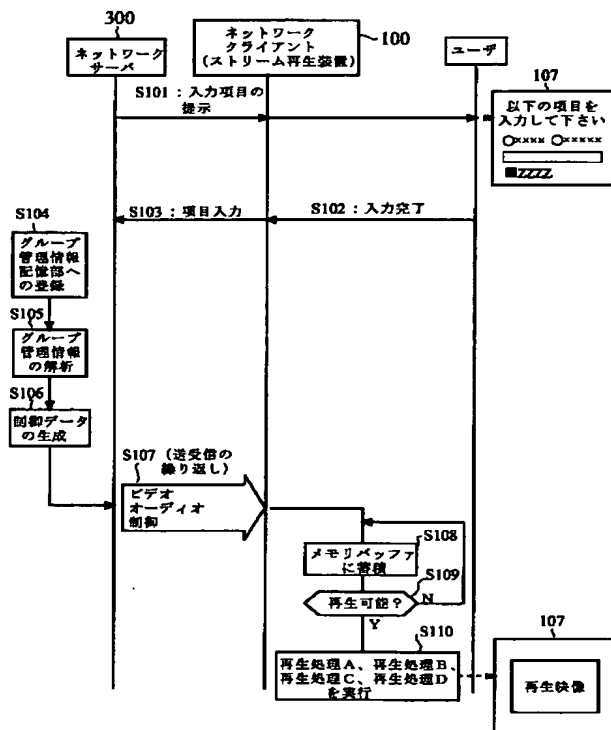 300
ネットワーク
サーバ
ネットワーク
クライアント
(ストリーム再生装置)
100
ユーザ
S101:入力項目の
提示
107
以下の項目を
入力して下さい
○×××× ○×××××
■ZZZZ
S103:項目入力
S102:入力完了
S104
グループ
管理情報
記憶部へ
の登録
S105
グループ
管理情報
の解析
S106
制御データ
の生成
S107(送受信の
繰り返し)
ビデオ
オーディオ
制御
S108
メモリバッファ
に蓄積
S109
再生可能?
N
Y
S110
再生処理A、再生処理B、
再生処理C、再生処理D
を実行
107
再生映像